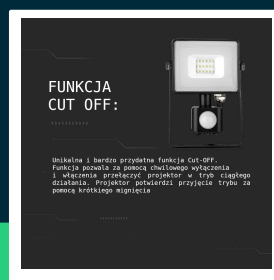 FUNKCJA
CUT OFF:
Unikalna i bardzo przydatna funkcja Cut-OFF.
Funkcja pozwala za pomocą chwilowego wyłączenia
i włączenia przełączyć projektor w tryb ciągłego
działania. Projektor potwierdzi przyjęcie trybu za
pomocą krótkiego mignięcia